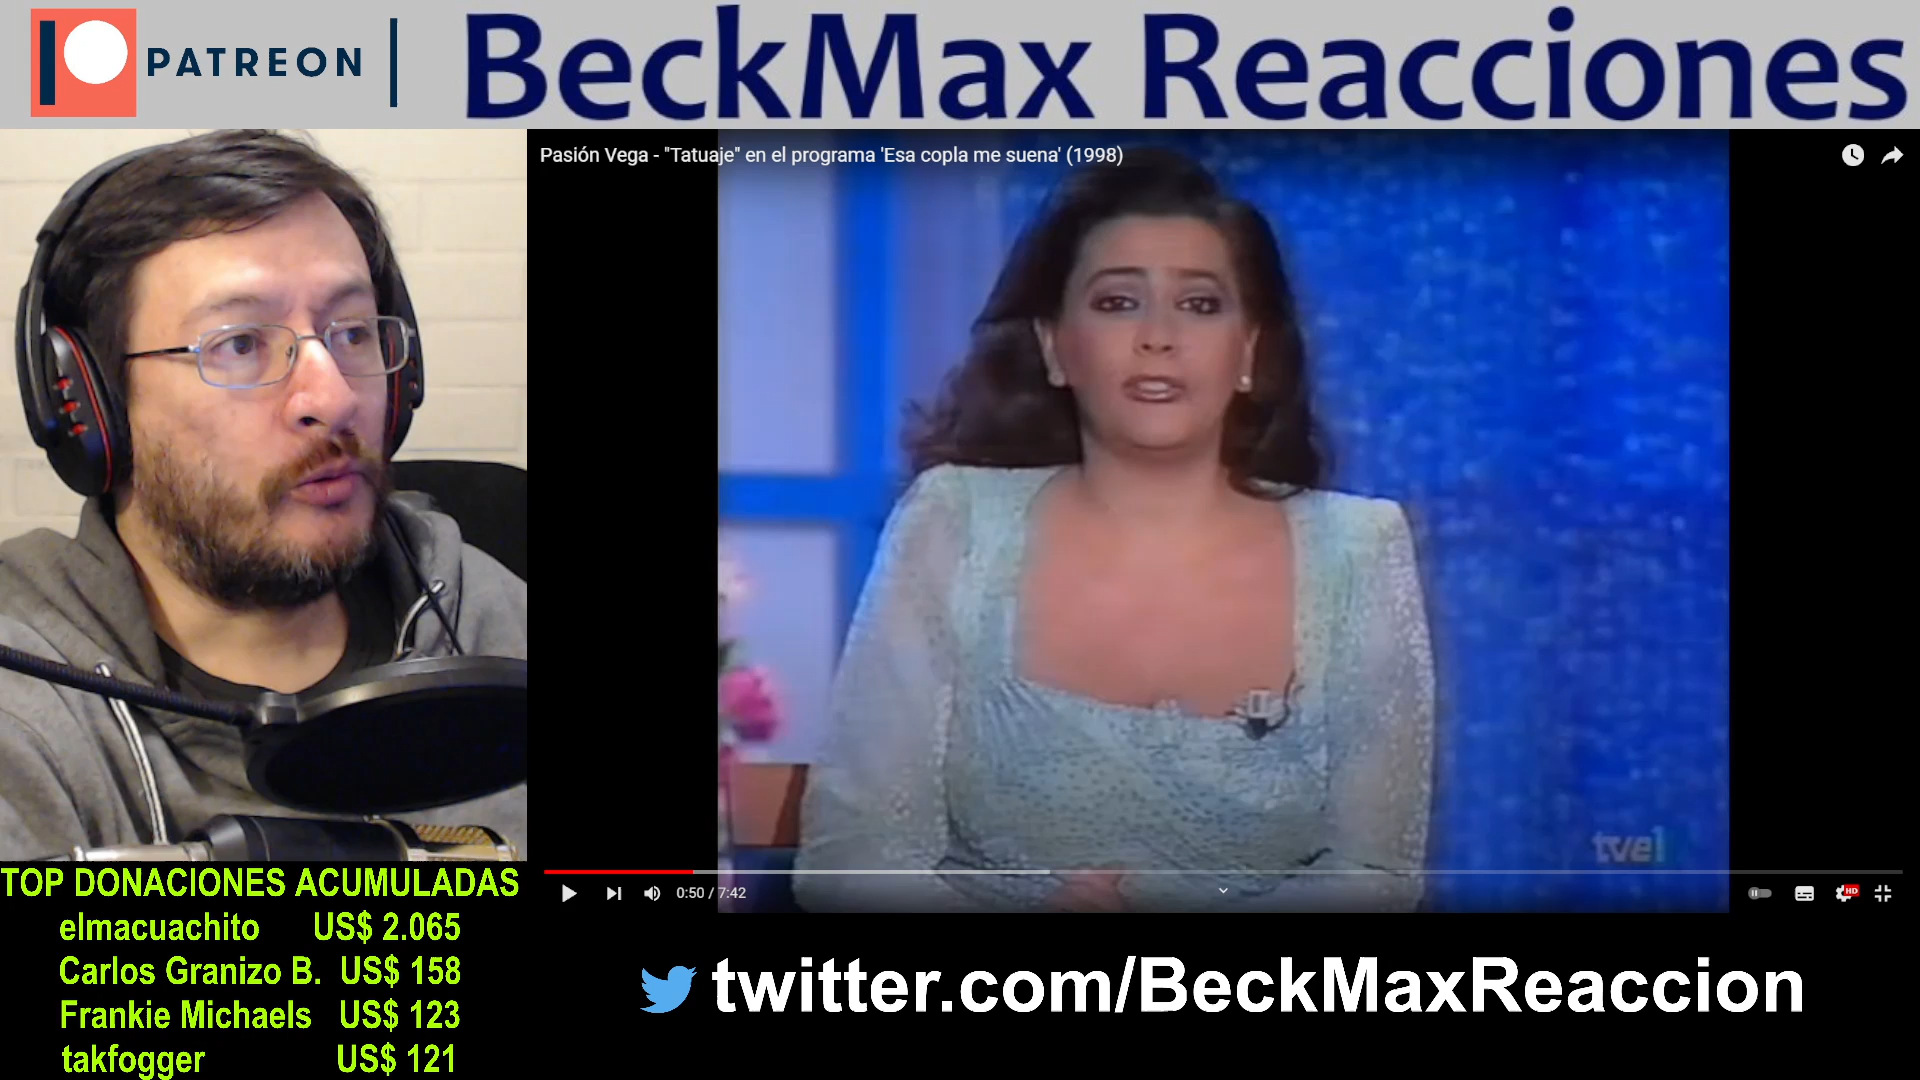 PATREON
BeckMax Reacciones
Pasión Vega - "Tatuaje" en el programa 'Esa copla me suena' (1998)
tve1
0:50 / 7:42
HD
TOP DONACIONES ACUMULADAS
elmacuachito US$ 2.065
Carlos Granizo B. US$ 158
Frankie Michaels US$ 123
takfogger US$ 121
twitter.com/BeckMaxReaccion